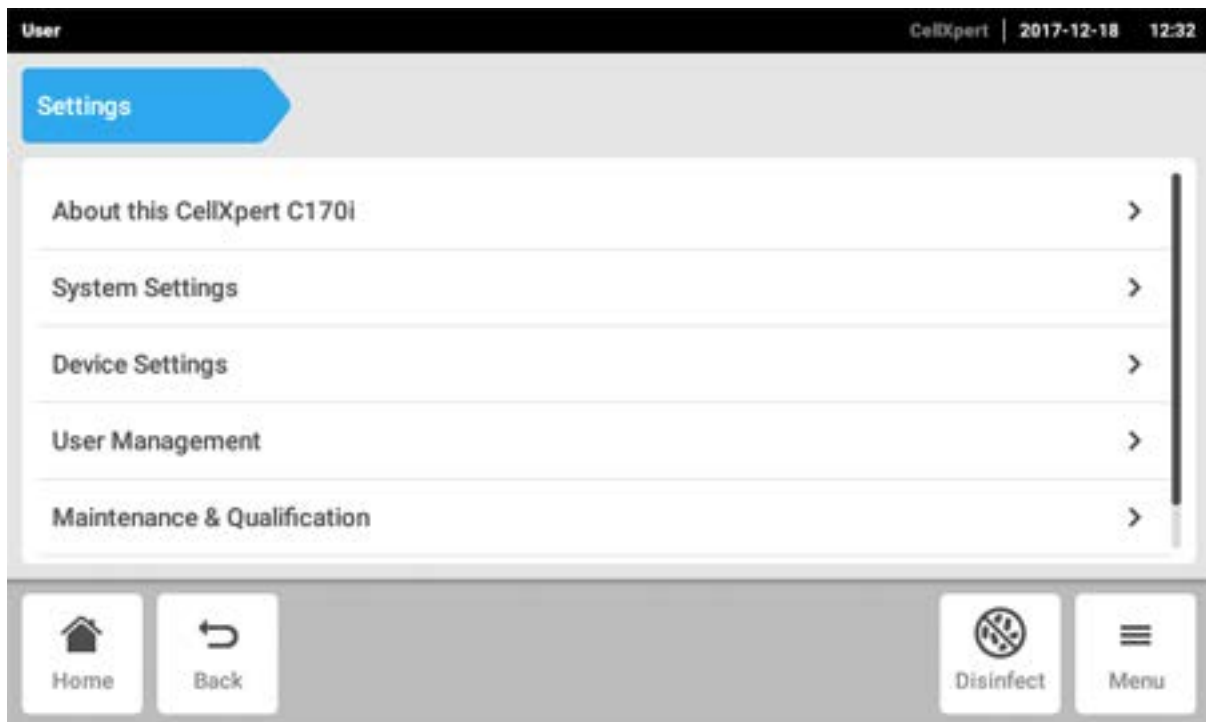 User CellXpert 2017-12-18 12:32
Settings
About this CellXpert C170i
System Settings
Device Settings
User Management
Maintenance & Qualification
Home Back Disinfect Menu